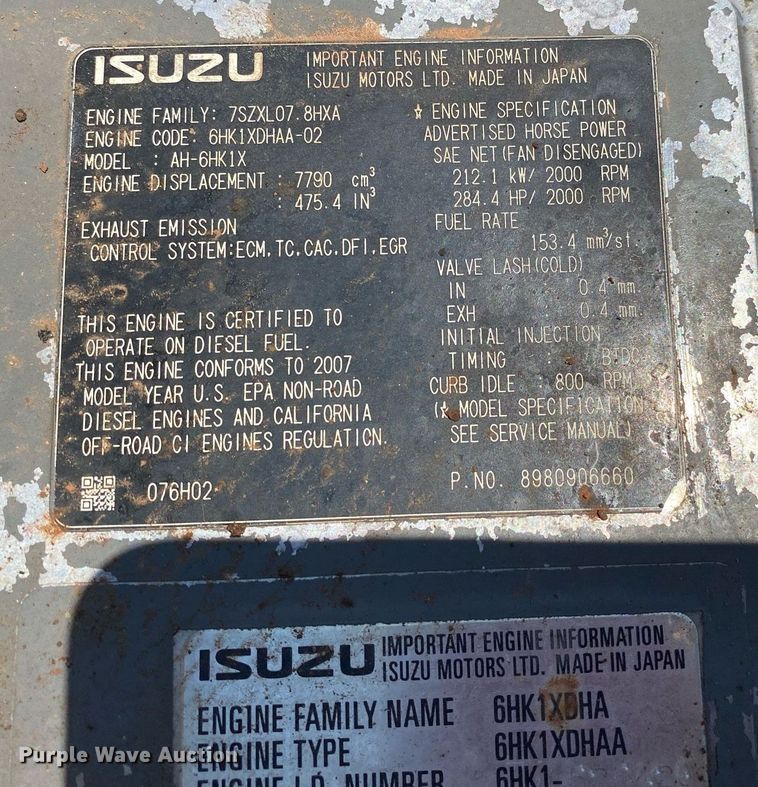 ISUZU IMPORTANT ENGINE INFORMATION
ISUZU MOTORS LTD. MADE IN JAPAN
ENGINE FAMILY: 7SZXL07.8HXA
ENGINE CODE: 6HK1XDHAA-02
MODEL : AH-6HK1X
ENGINE DISPLACEMENT : 7790 cm³
: 475.4 IN³
EXHAUST EMISSION
CONTROL SYSTEM:ECM,TC,CAC,DFI,EGR
THIS ENGINE IS CERTIFIED TO
OPERATE ON DIESEL FUEL.
THIS ENGINE CONFORMS TO 2007
MODEL YEAR U.S. EPA NON-ROAD
DIESEL ENGINES AND CALIFORNIA
OFF-ROAD CI ENGINES REGULATION.
076H02
☆ ENGINE SPECIFICATION
ADVERTISED HORSE POWER
SAE NET(FAN DISENGAGED)
212.1 kW/ 2000 RPM
284.4 HP/ 2000 RPM
FUEL RATE
153.4 mm³/st.
VALVE LASH(COLD)
IN : 0.4 mm
EXH : 0.4 mm
INITIAL INJECTION
TIMING : BTDC
CURB IDLE : 800 RPM
(☆ MODEL SPECIFICATION
SEE SERVICE MANUAL)
P.NO. 8980906660
ISUZU IMPORTANT ENGINE INFORMATION
ISUZU MOTORS LTD. MADE IN JAPAN
ENGINE FAMILY NAME 6HK1XDHA
ENGINE TYPE 6HK1XDHAA
ENGINE I.D. NUMBER 6HK1-
Purple Wave Auction